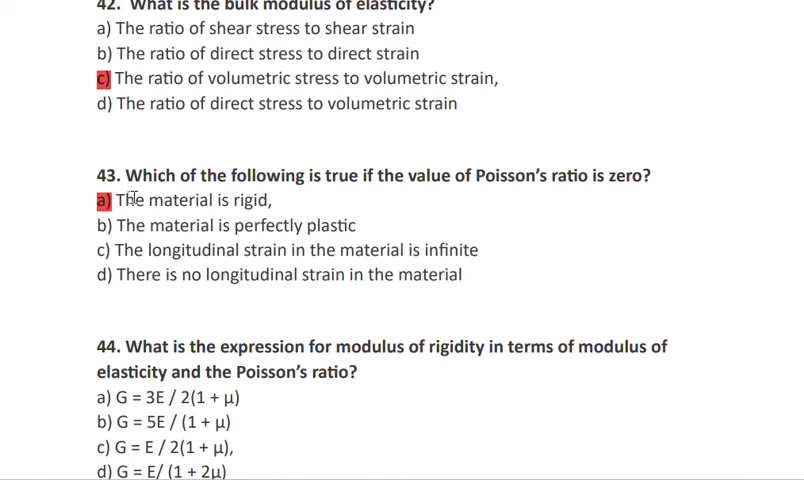 42. What is the bulk modulus of elasticity?
a) The ratio of shear stress to shear strain
b) The ratio of direct stress to direct strain
c) The ratio of volumetric stress to volumetric strain,
d) The ratio of direct stress to volumetric strain
43. Which of the following is true if the value of Poisson’s ratio is zero?
a) The material is rigid,
b) The material is perfectly plastic
c) The longitudinal strain in the material is infinite
d) There is no longitudinal strain in the material
44. What is the expression for modulus of rigidity in terms of modulus of
elasticity and the Poisson’s ratio?
a) G = 3E / 2(1 + μ)
b) G = 5E / (1 + μ)
c) G = E / 2(1 + μ),
d) G = E/ (1 + 2μ)